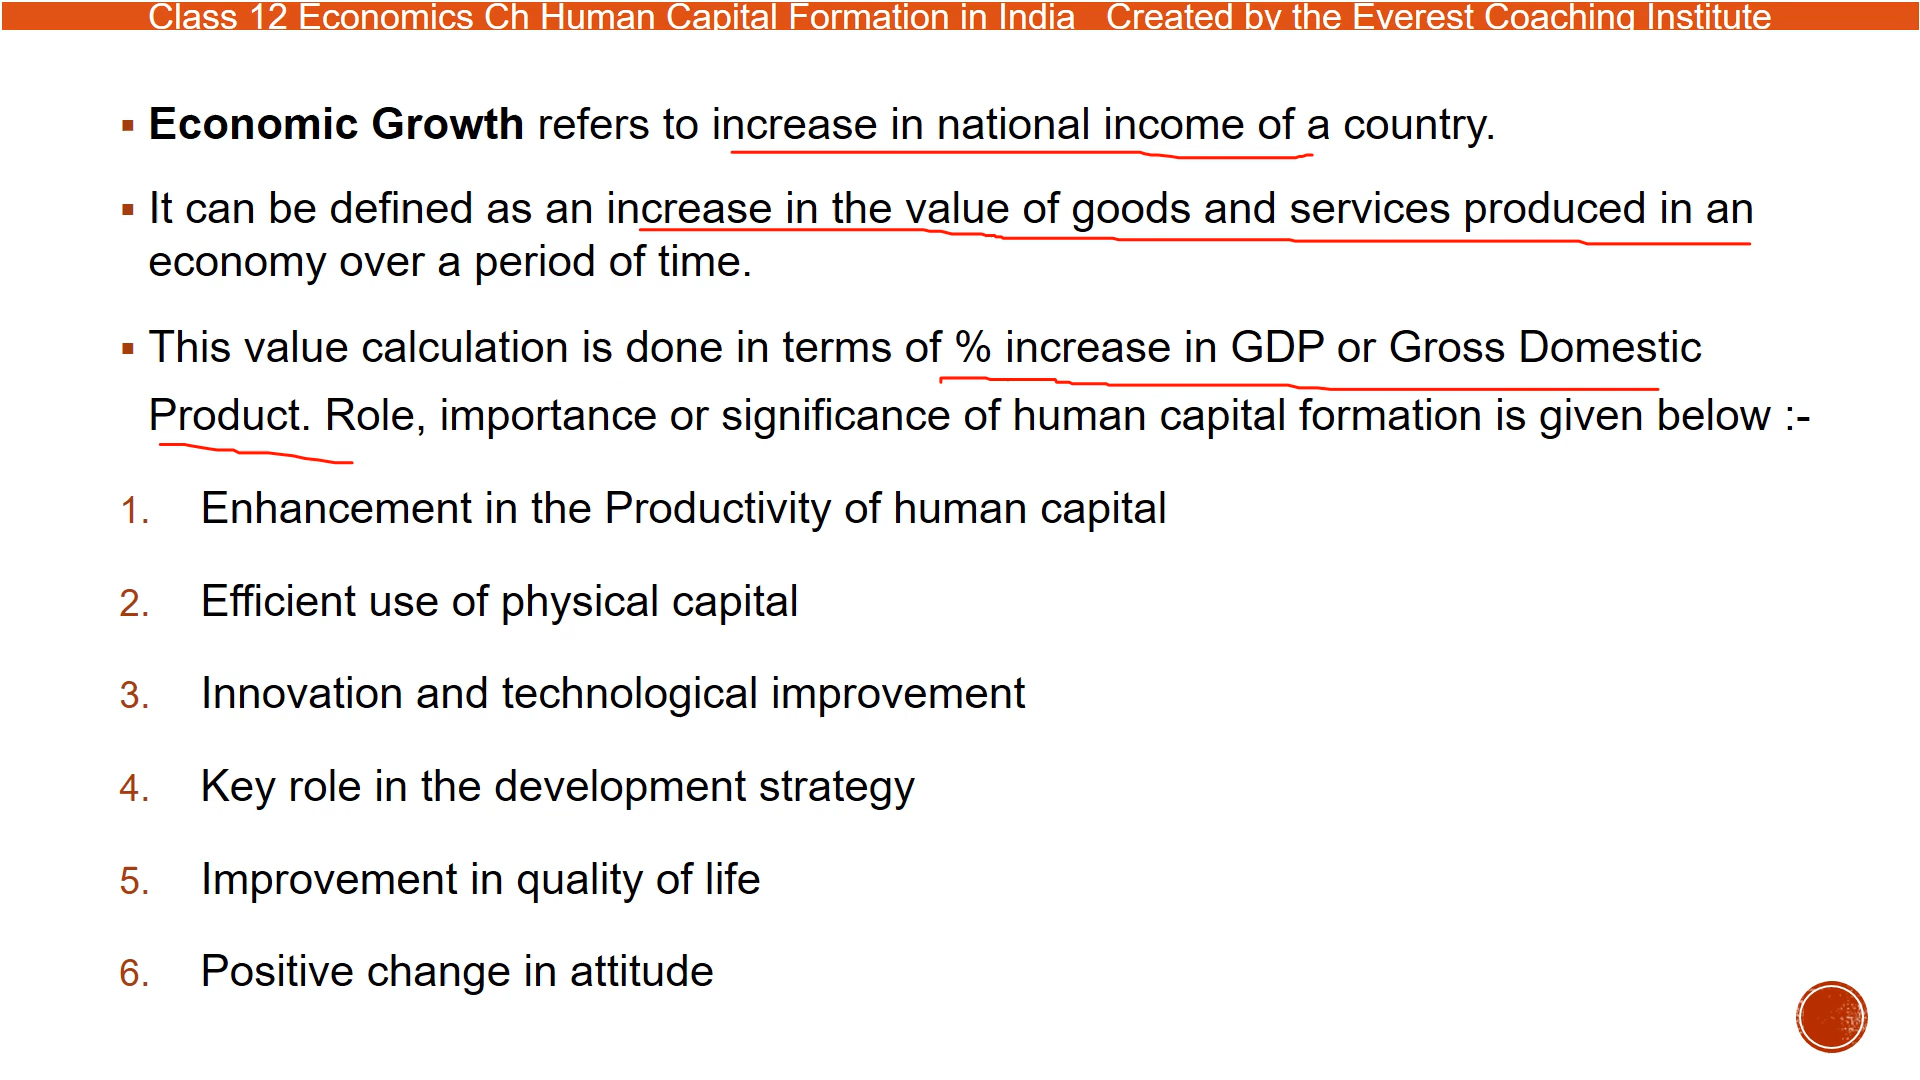 Class 12 Economics Ch Human Capital Formation in India   Created by the Everest Coaching Institute
▪ Economic Growth refers to increase in national income of a country.
▪ It can be defined as an increase in the value of goods and services produced in an
economy over a period of time.
▪ This value calculation is done in terms of % increase in GDP or Gross Domestic
Product. Role, importance or significance of human capital formation is given below :-
1. Enhancement in the Productivity of human capital
2. Efficient use of physical capital
3. Innovation and technological improvement
4. Key role in the development strategy
5. Improvement in quality of life
6. Positive change in attitude